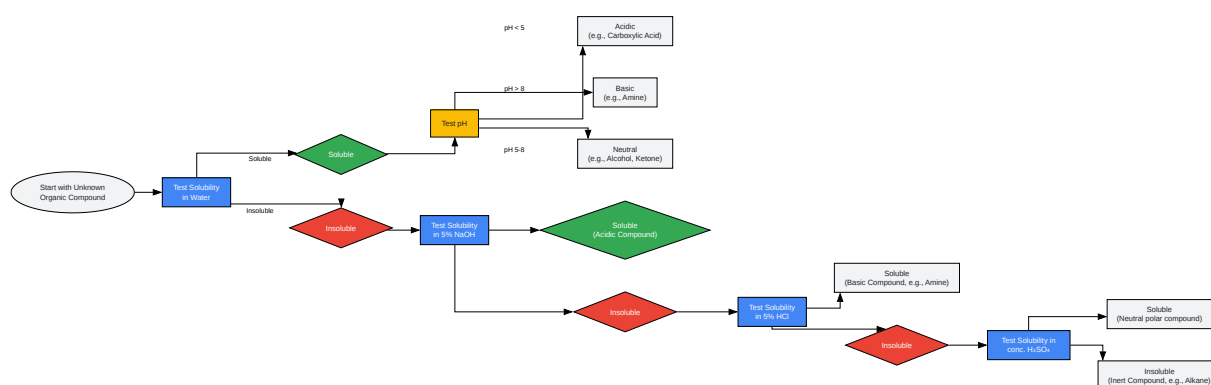 Start with Unknown
Organic Compound
Test Solubility
in Water
Soluble
Insoluble
Soluble
Insoluble
Test pH
pH < 5
pH > 8
pH 5-8
Acidic
(e.g., Carboxylic Acid)
Basic
(e.g., Amine)
Neutral
(e.g., Alcohol, Ketone)
Test Solubility
in 5% NaOH
Soluble
(Acidic Compound)
Insoluble
Test Solubility
in 5% HCl
Soluble
(Basic Compound, e.g., Amine)
Insoluble
Test Solubility in
conc. H₂SO₄
Soluble
(Neutral polar compound)
Insoluble
(Inert Compound, e.g., Alkane)